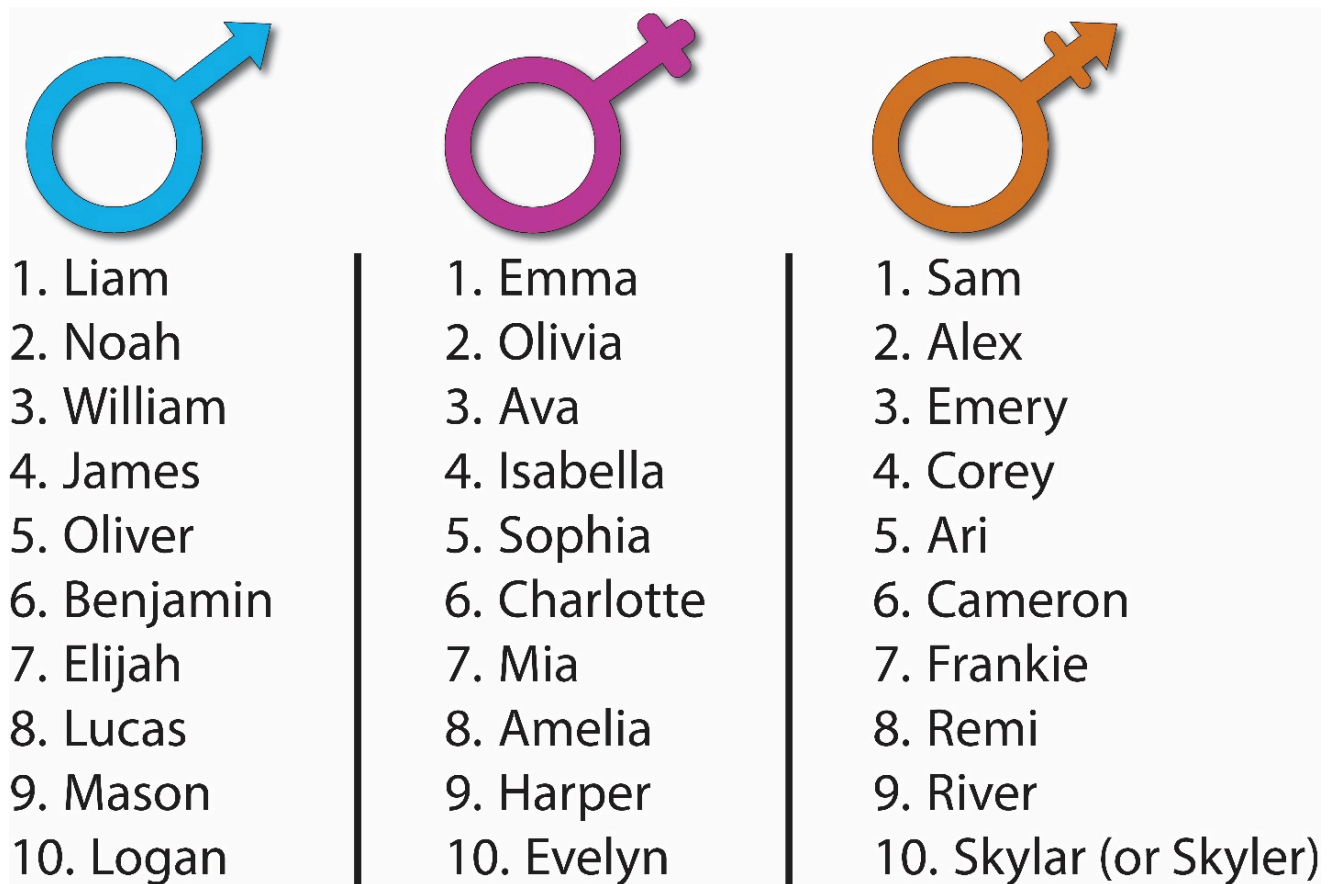 1. Liam
2. Noah
3. William
4. James
5. Oliver
6. Benjamin
7. Elijah
8. Lucas
9. Mason
10. Logan
1. Emma
2. Olivia
3. Ava
4. Isabella
5. Sophia
6. Charlotte
7. Mia
8. Amelia
9. Harper
10. Evelyn
1. Sam
2. Alex
3. Emery
4. Corey
5. Ari
6. Cameron
7. Frankie
8. Remi
9. River
10. Skylar (or Skyler)